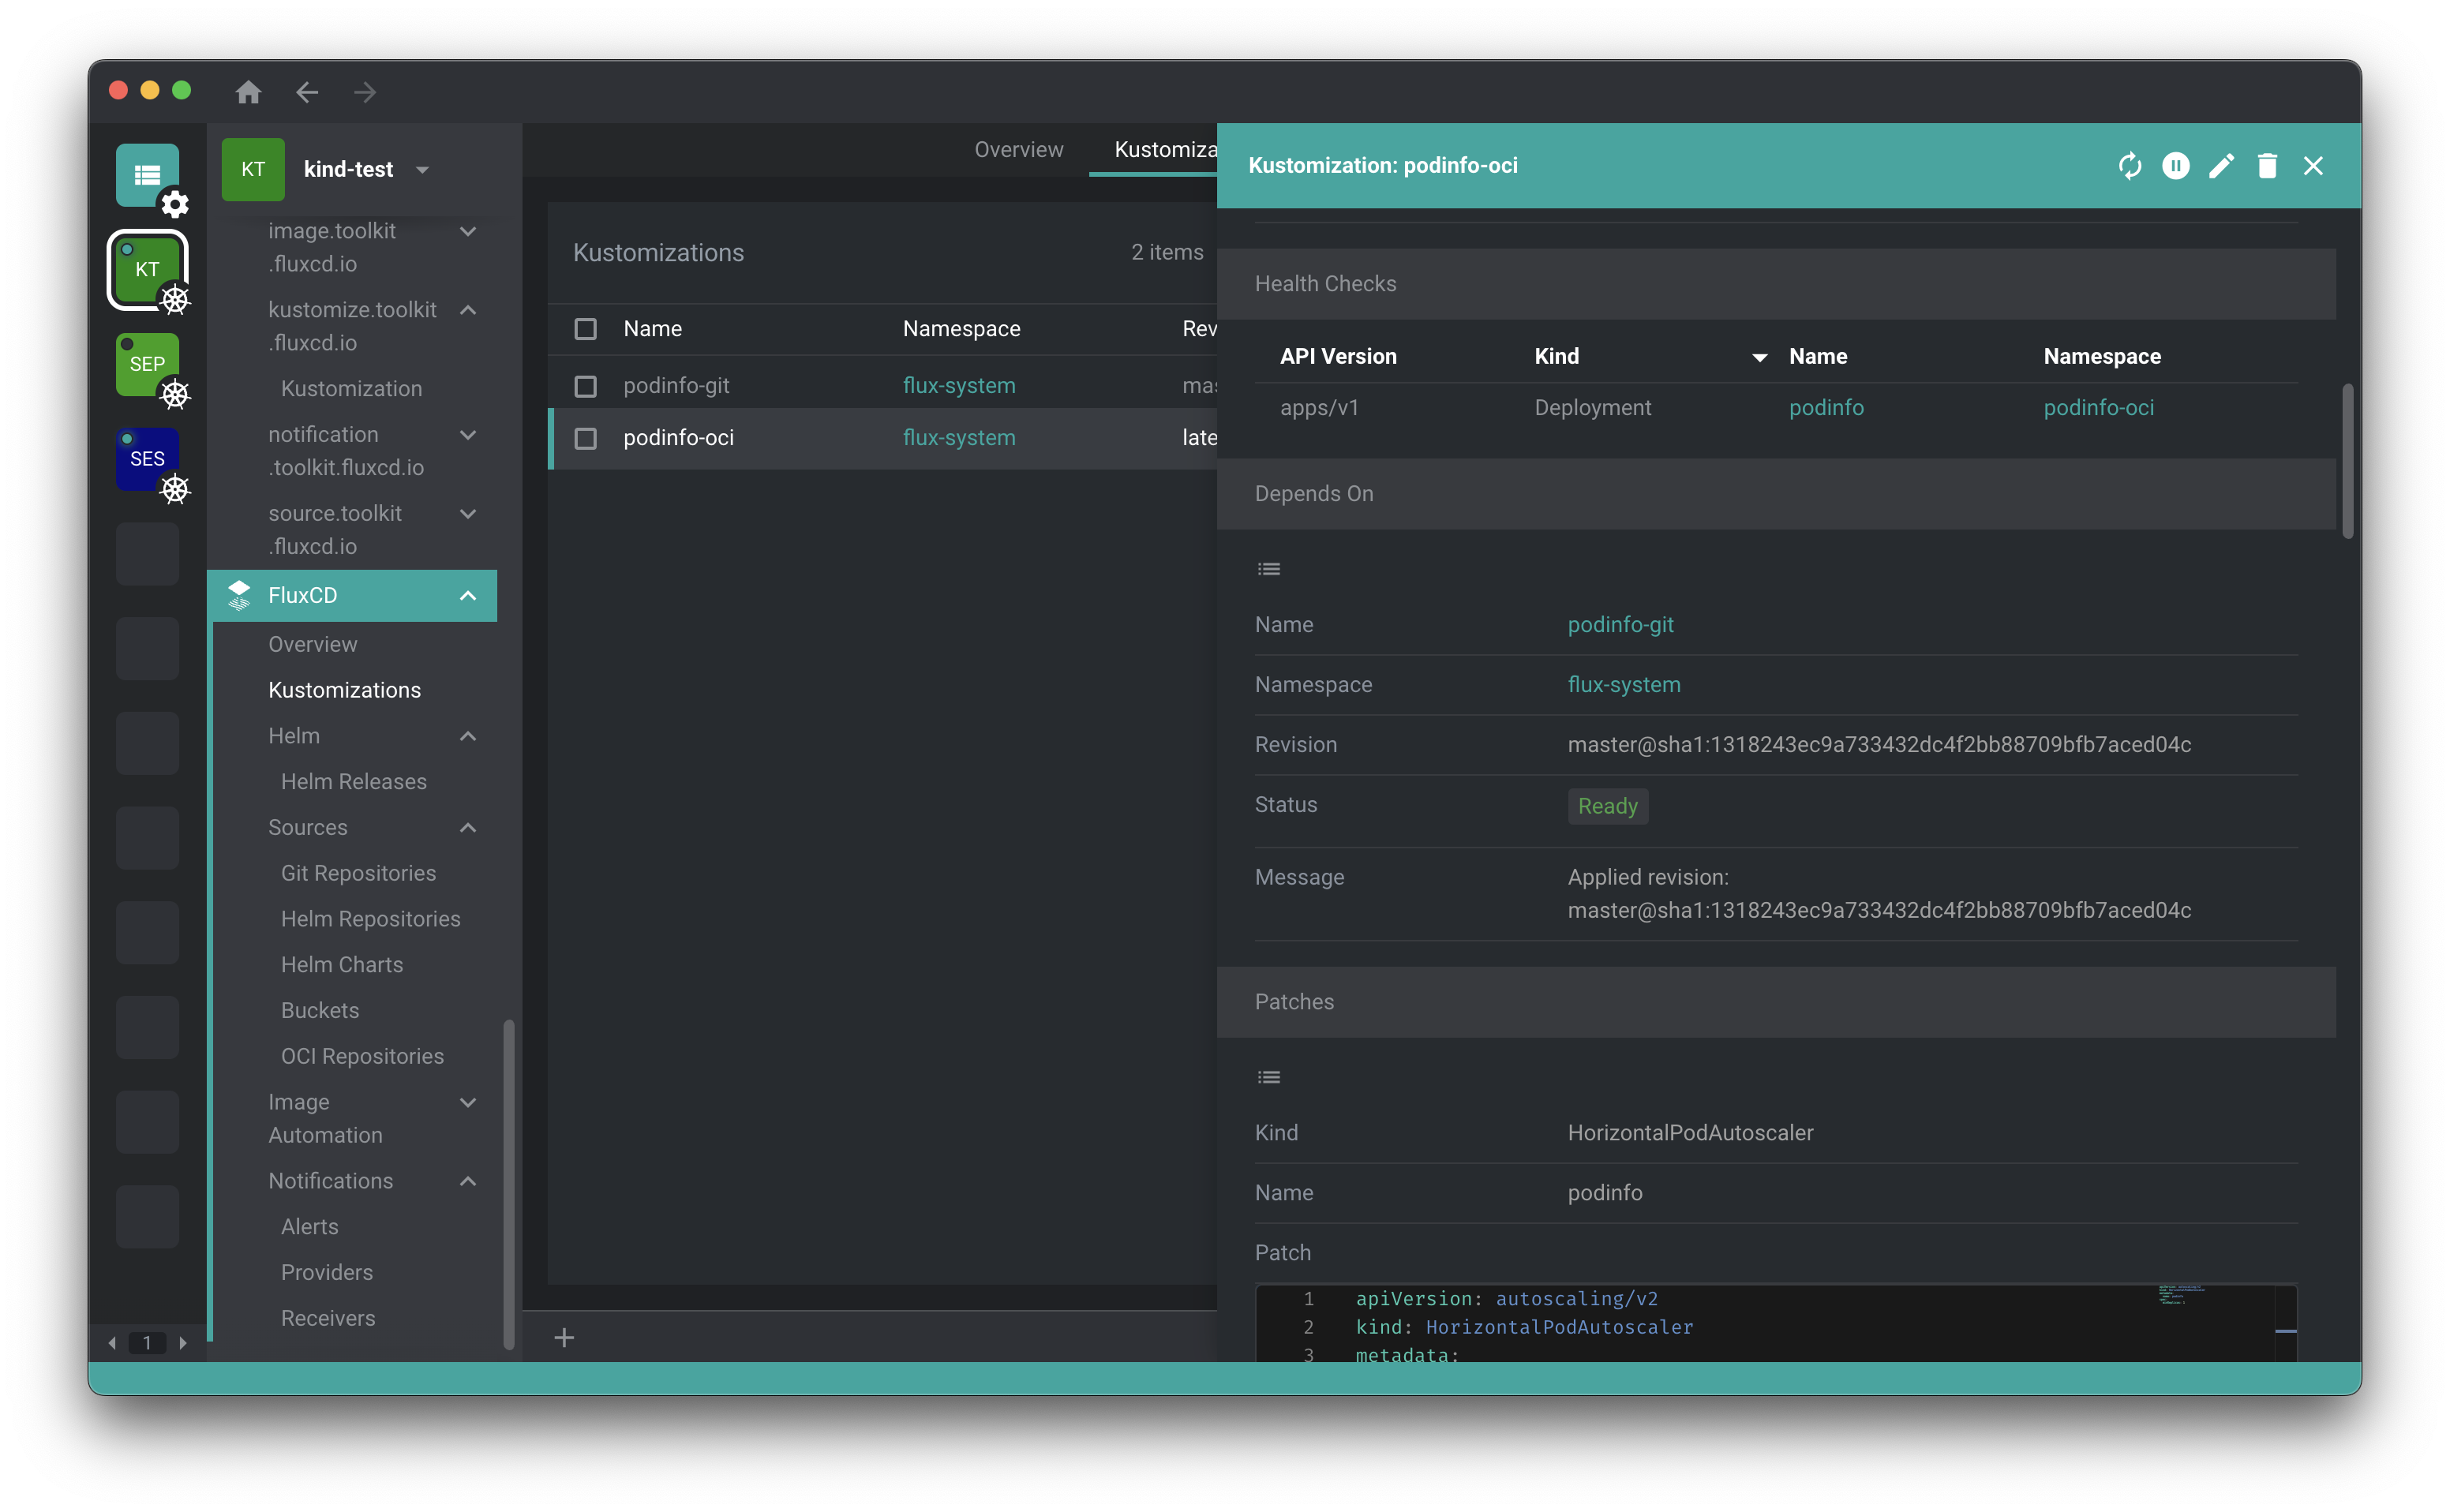 KT
SEP
SES
1
KT
kind-test
image.toolkit
.fluxcd.io
kustomize.toolkit
.fluxcd.io
Kustomization
notification
.toolkit.fluxcd.io
source.toolkit
.fluxcd.io
FluxCD
Overview
Kustomizations
Helm
Helm Releases
Sources
Git Repositories
Helm Repositories
Helm Charts
Buckets
OCI Repositories
Image
Automation
Notifications
Alerts
Providers
Receivers
Overview
Kustomiza
Kustomizations
2 items
Name Namespace Rev
podinfo-git flux-system mas
podinfo-oci flux-system late
Kustomization: podinfo-oci
Health Checks
API Version Kind Name Namespace
apps/v1 Deployment podinfo podinfo-oci
Depends On
Name podinfo-git
Namespace flux-system
Revision master@sha1:1318243ec9a733432dc4f2bb88709bfb7aced04c
Status Ready
Message Applied revision:
master@sha1:1318243ec9a733432dc4f2bb88709bfb7aced04c
Patches
Kind HorizontalPodAutoscaler
Name podinfo
Patch
1 apiVersion: autoscaling/v2
2 kind: HorizontalPodAutoscaler
3 metadata: